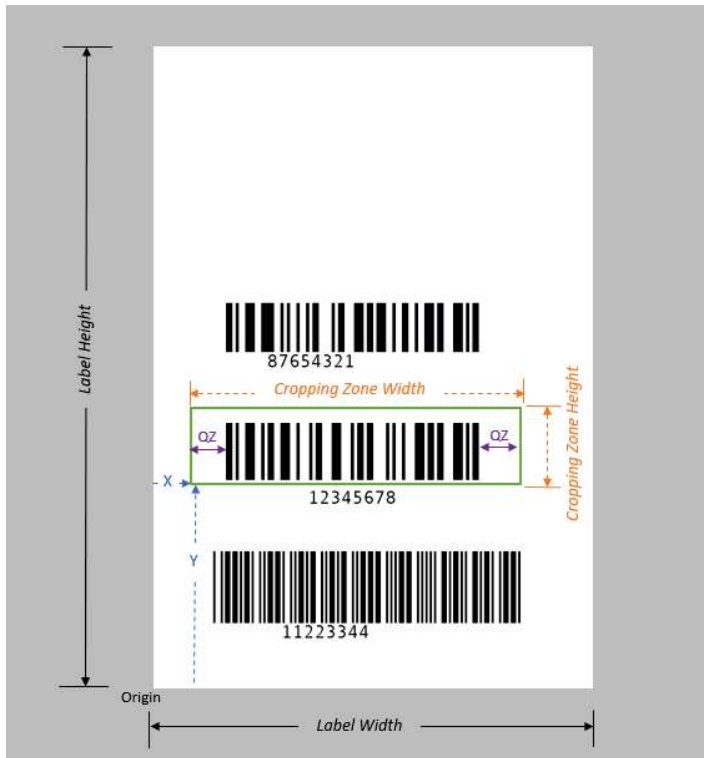 Label Height
87654321
Cropping Zone Width
Cropping Zone Height
QZ
QZ
X
12345678
Y
11223344
Origin
Label Width